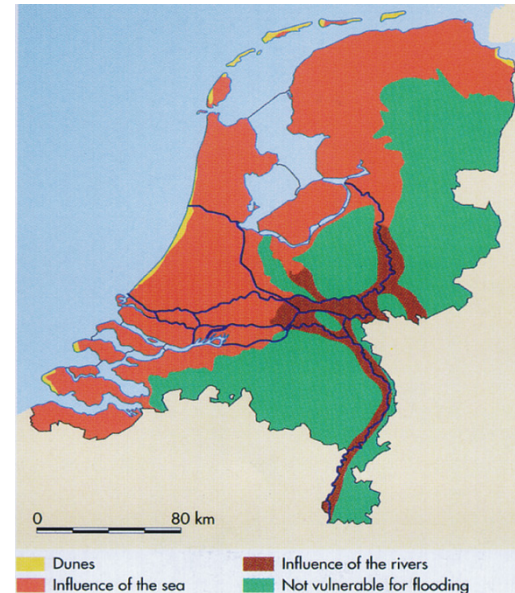 0 80 km
Dunes
Influence of the sea
Influence of the rivers
Not vulnerable for flooding